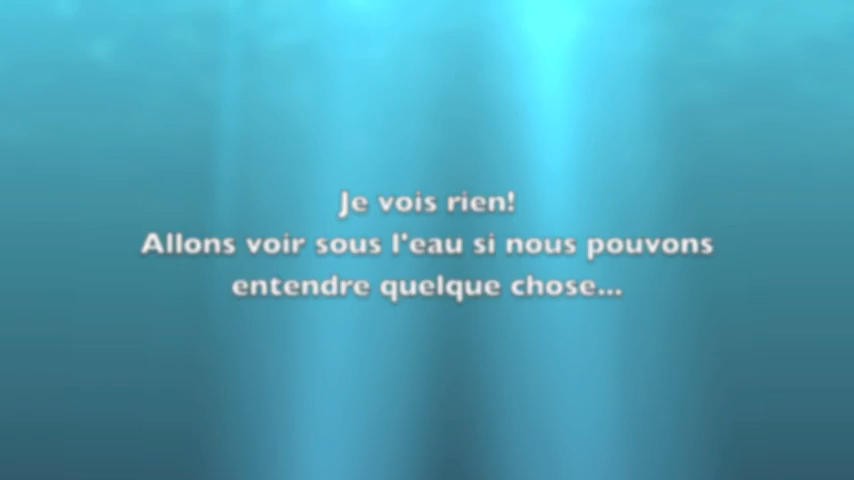 Je vois rien!
Allons voir sous l'eau si nous pouvons
entendre quelque chose...